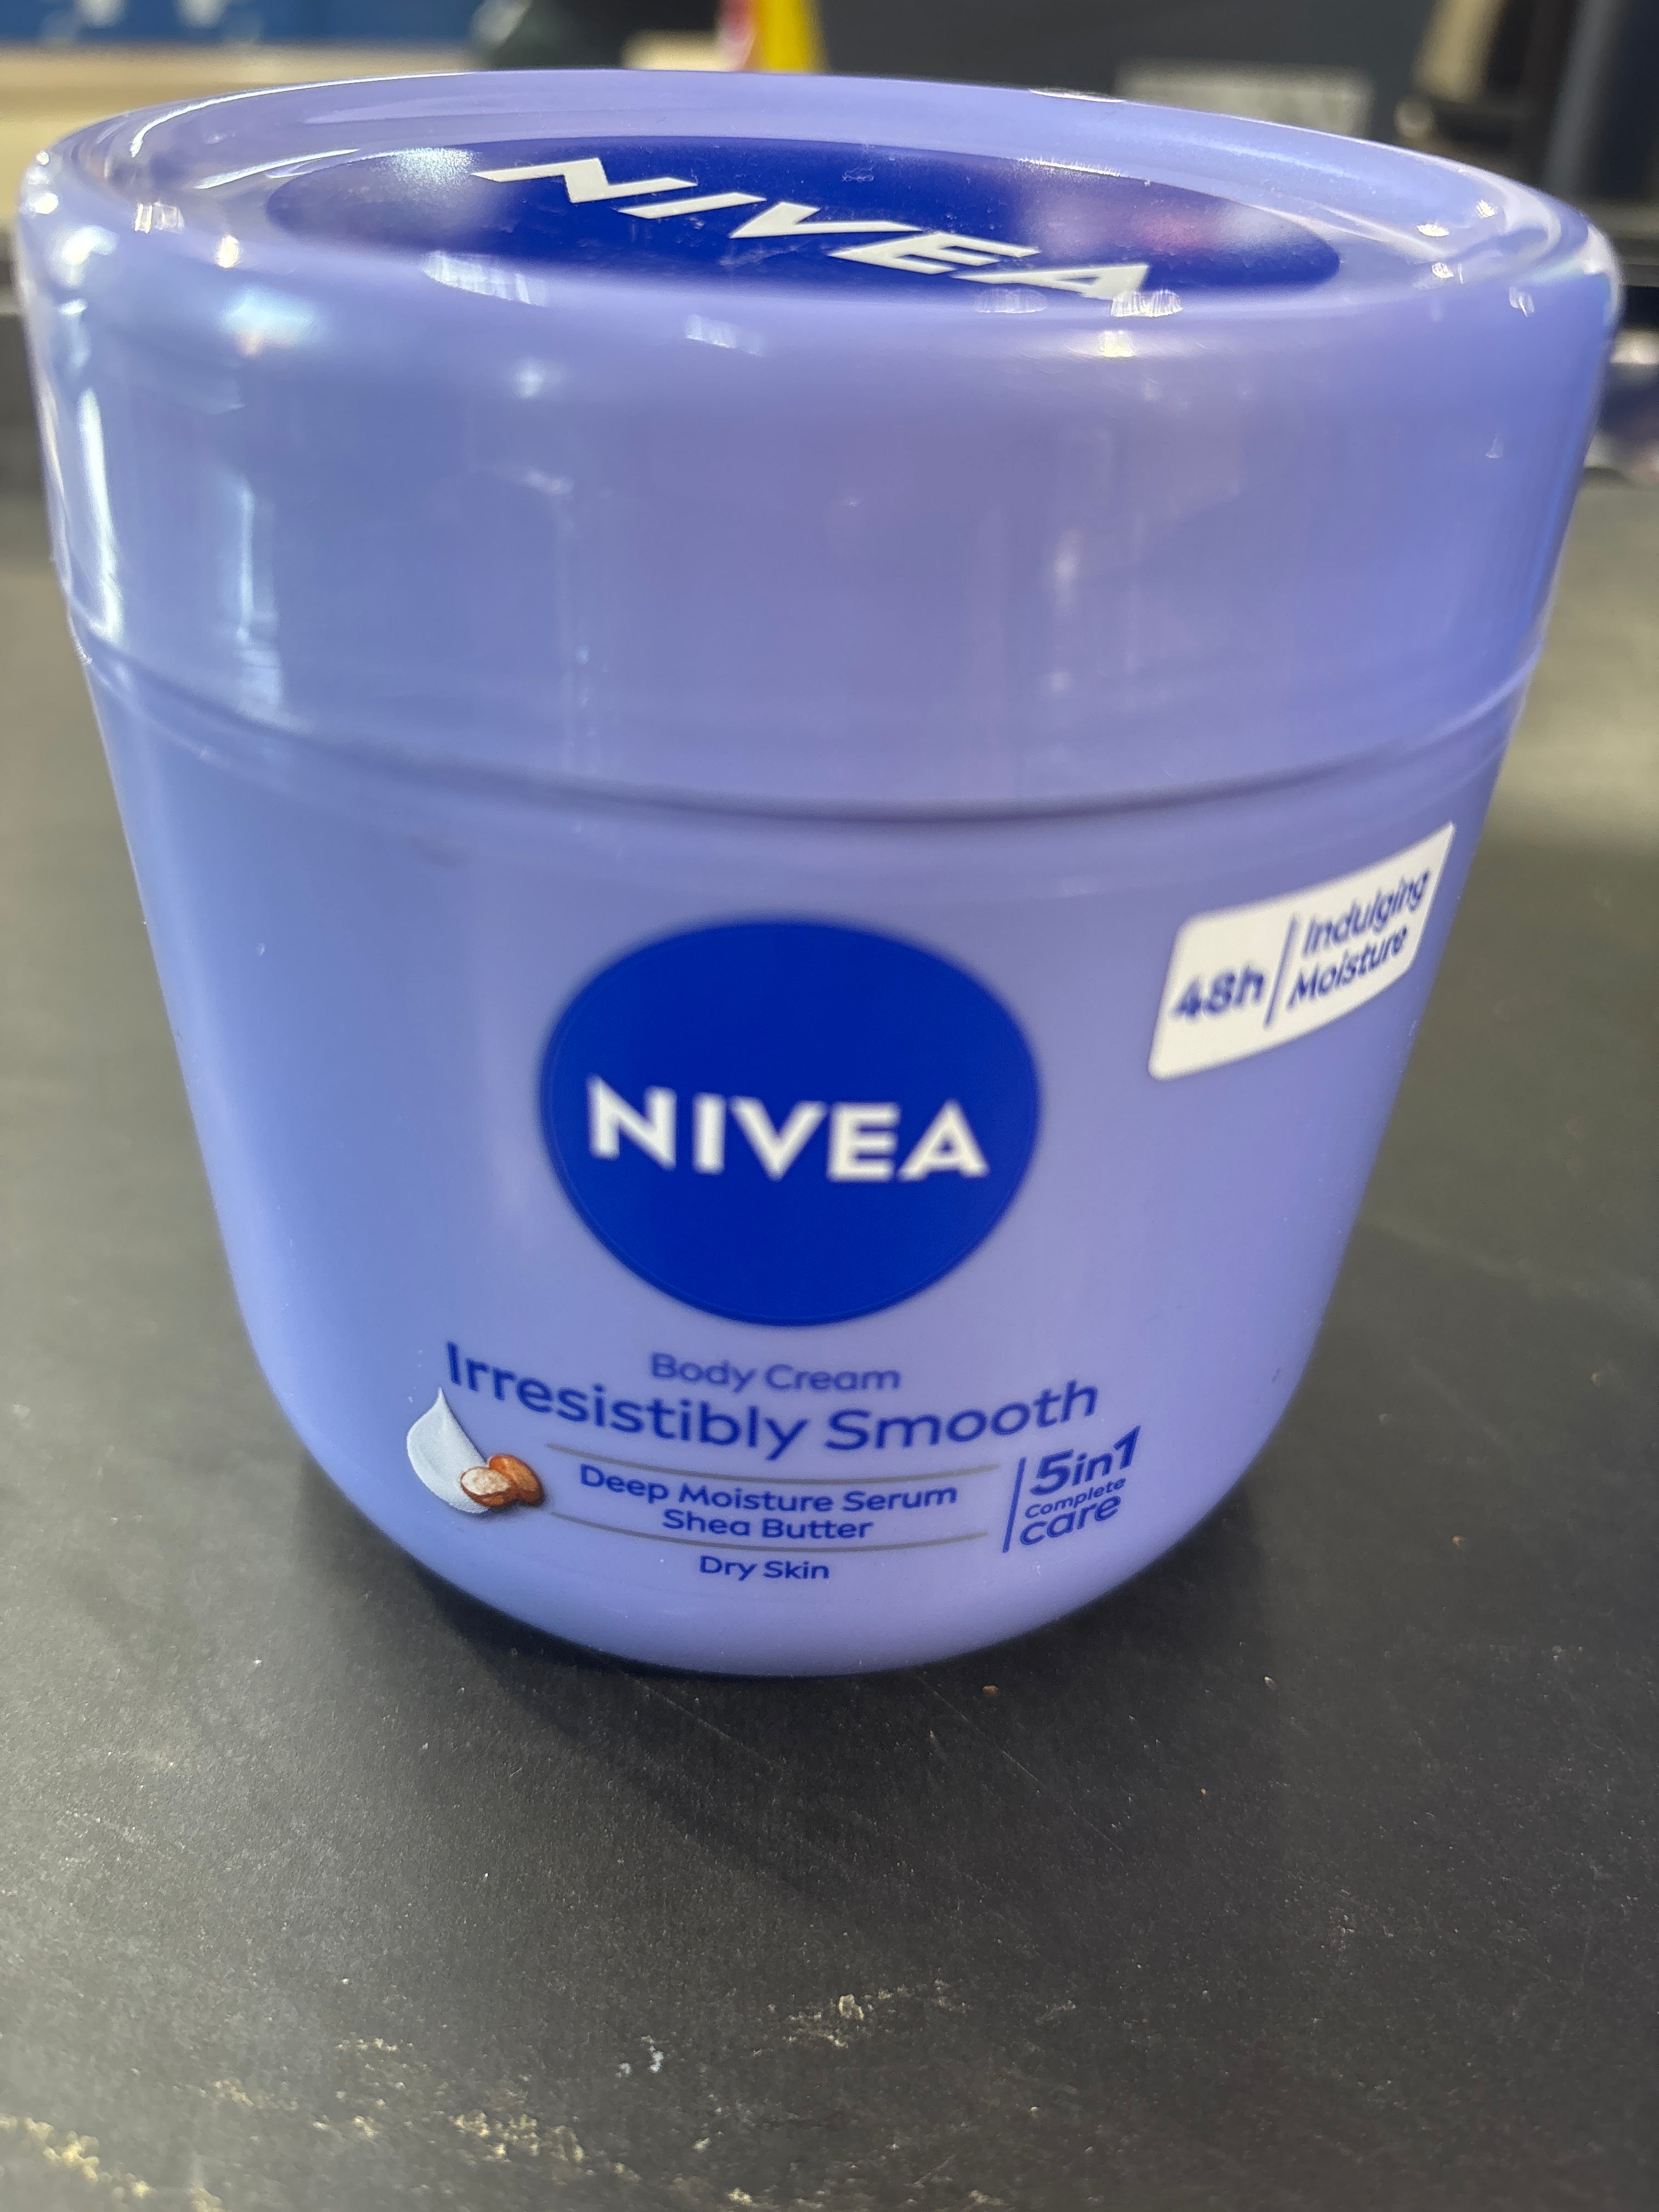 NIVEA
48h
Indulging
Moisture
NIVEA
Body Cream
Irresistibly Smooth
Deep Moisture Serum
Shea Butter
5in1
complete
care
Dry Skin